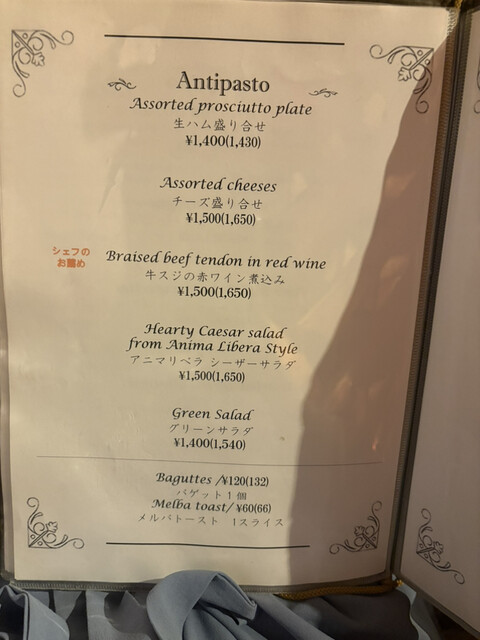 Antipasto
Assorted prosciutto plate
生ハム盛り合せ
¥1,400(1,430)
Assorted cheeses
チーズ盛り合せ
¥1,500(1,650)
シェフの
お薦め
Braised beef tendon in red wine
牛スジの赤ワイン煮込み
¥1,500(1,650)
Hearty Caesar salad
from Anima Libera Style
アニマリベラ シーザーサラダ
¥1,500(1,650)
Green Salad
グリーンサラダ
¥1,400(1,540)
Baguttes /¥120(132)
バゲット1個
Melba toast/ ¥60(66)
メルバトースト 1スライス